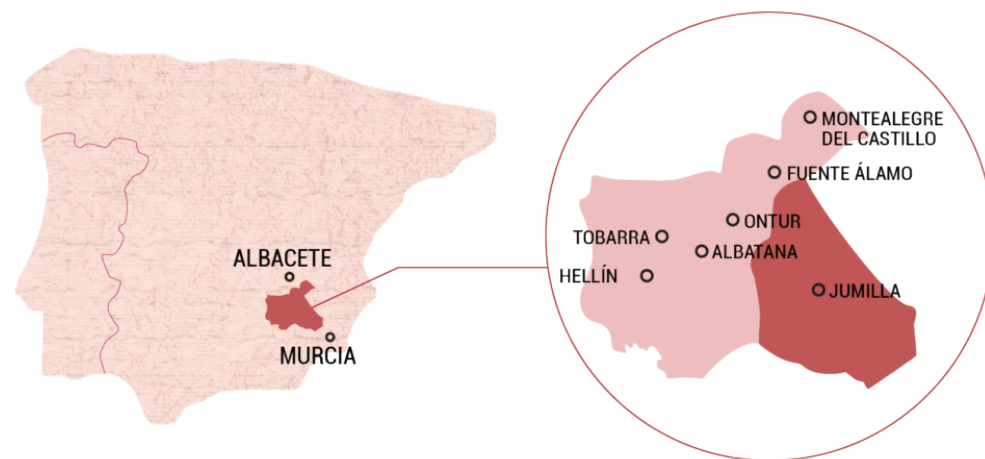 ALBACETE
MURCIA
MONTEALEGRE
DEL CASTILLO
FUENTE ÁLAMO
ONTUR
TOBARRA
ALBATANA
HELLÍN
JUMILLA